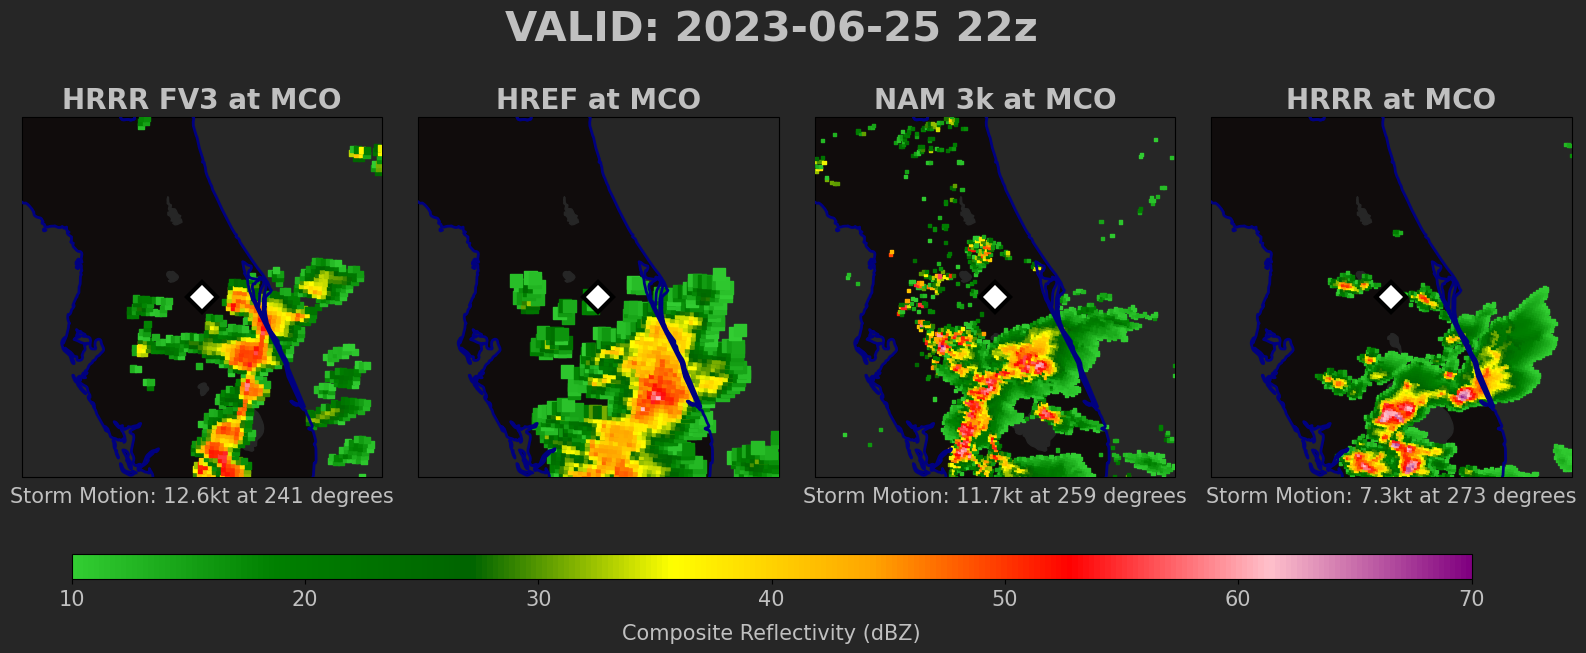 VALID: 2023-06-25 22z
HRRR FV3 at MCO
HREF at MCO
NAM 3k at MCO
HRRR at MCO
Storm Motion: 12.6kt at 241 degrees
Storm Motion: 11.7kt at 259 degrees
Storm Motion: 7.3kt at 273 degrees
10 20 30 40 50 60 70
Composite Reflectivity (dBZ)